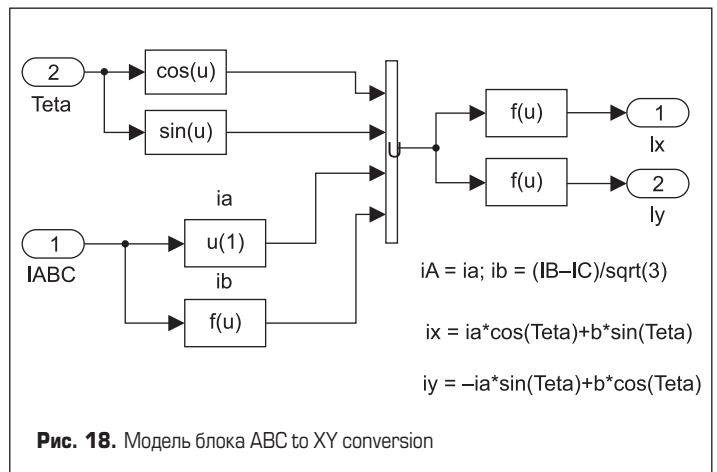 2
Teta
cos(u)
sin(u)
1
IABC
ia
u(1)
ib
f(u)
U
f(u)
1
Ix
f(u)
2
Iy
iA = ia; ib = (IB–IC)/sqrt(3)
ix = ia*cos(Teta)+b*sin(Teta)
iy = –ia*sin(Teta)+b*cos(Teta)
Рис. 18. Модель блока ABC to XY conversion